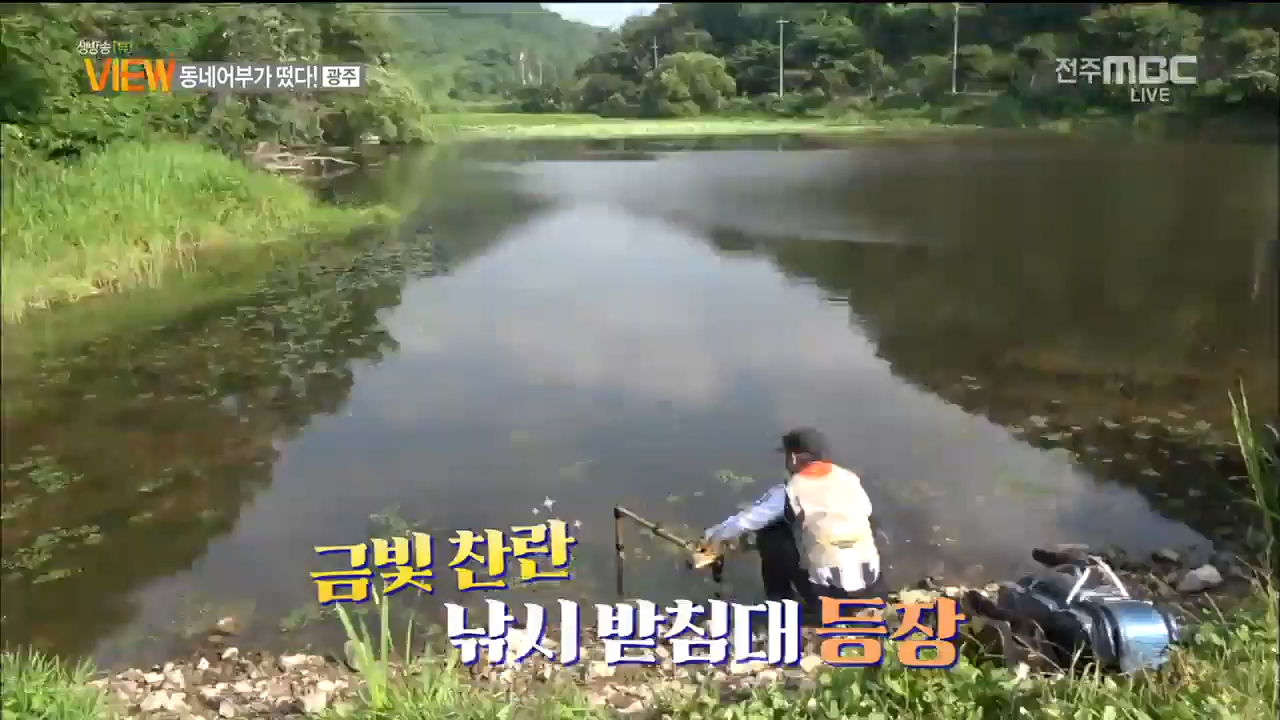 생방송 [뷰]
VIEW 동네어부가 떴다! 광주
전주MBC
LIVE
금빛 찬란
낚시 받침대 등장